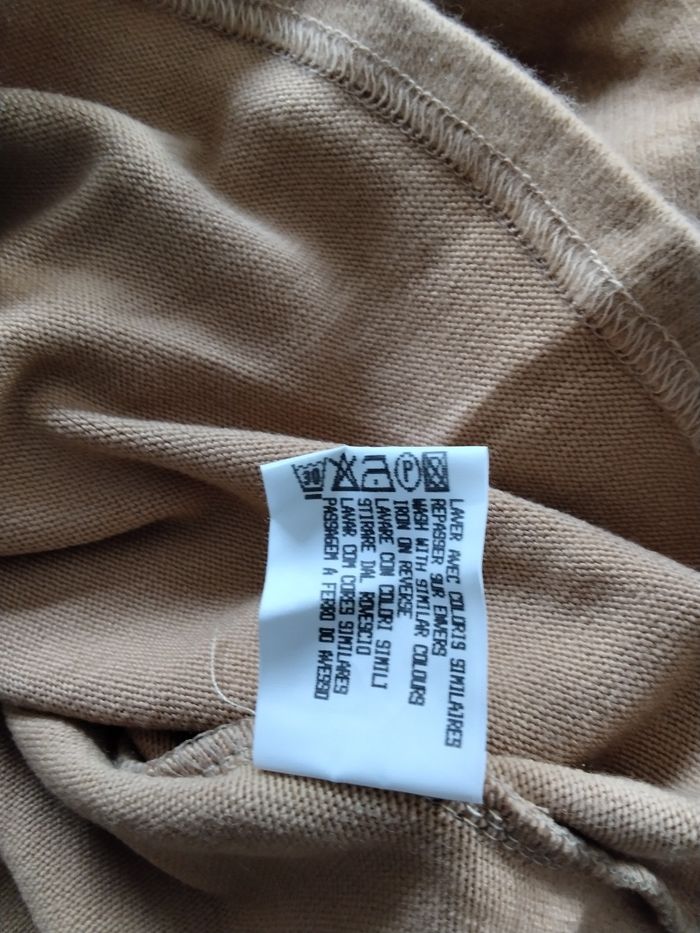 30 P
LAVER AVEC COLORIS SIMILAIRES
REPASSER SUR ENVERS
WASH WITH SIMILAR COLOURS
IRON ON REVERSE
LAVARE CON COLORI SIMILI
STIRARE DAL ROVESCIO
LAVAR COM CORES SIMILARES
PASSAGEM A FERRO DO AVESSO